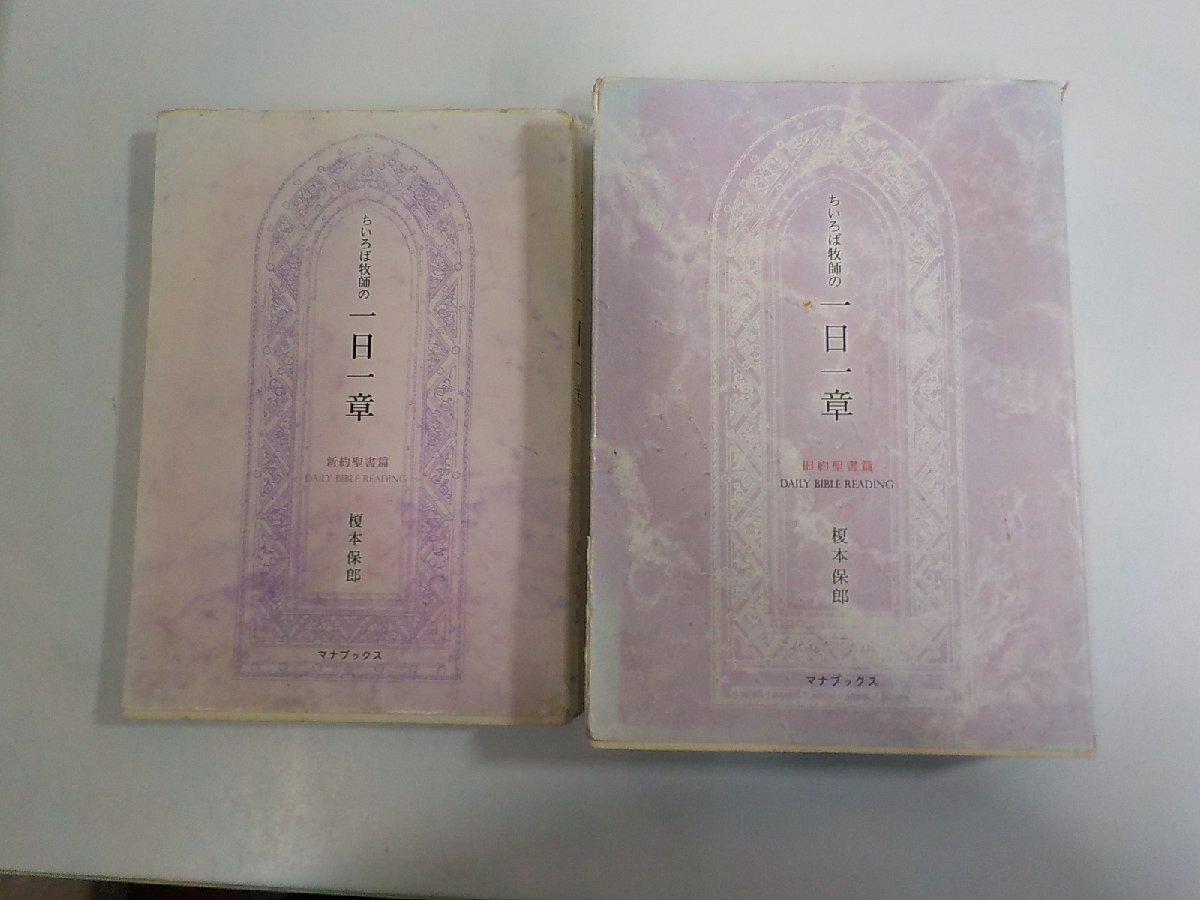 ちいろば牧師の
一日一章
新約聖書篇
DAILY BIBLE READING
榎本保郎
マナブックス
ちいろば牧師の
一日一章
旧約聖書篇
DAILY BIBLE READING
榎本保郎
マナブックス